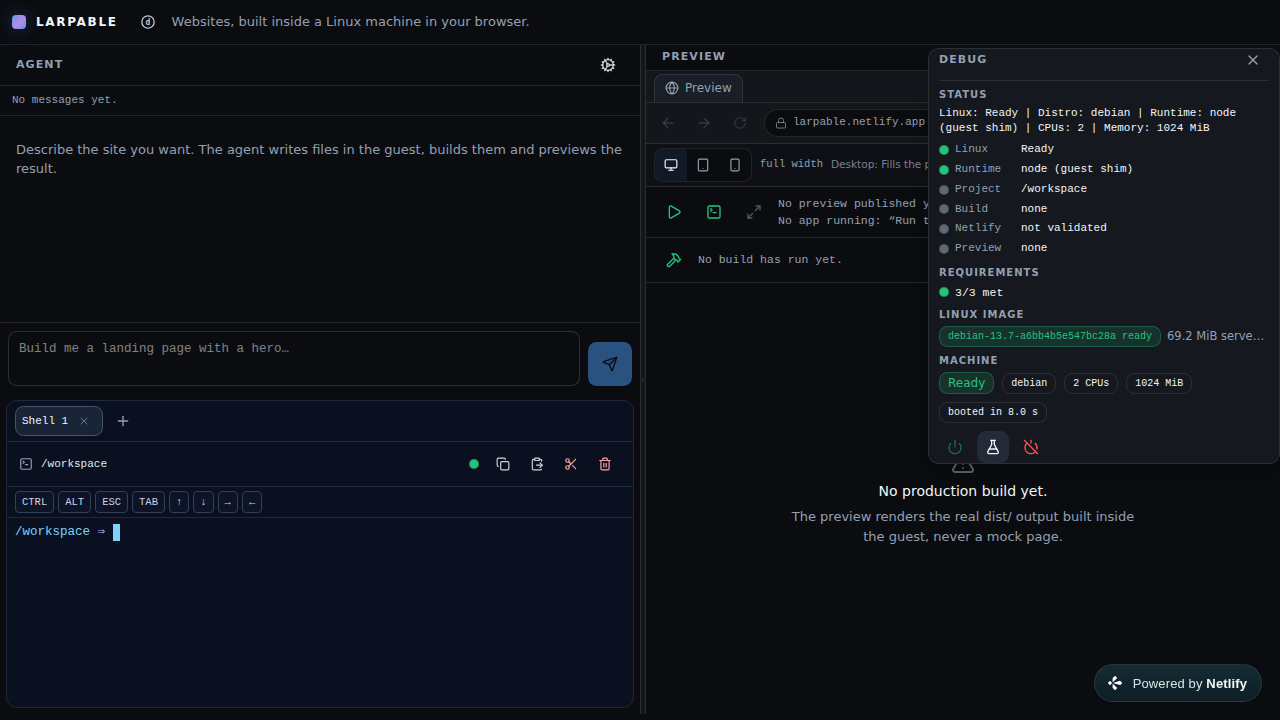 LARPABLE
Websites, built inside a Linux machine in your browser.
AGENT
No messages yet.
Describe the site you want. The agent writes files in the guest, builds them and previews the
result.
Build me a landing page with a hero…
Shell 1
/workspace
CTRL ALT ESC TAB ↑ ↓ → ←
/workspace ⇒
PREVIEW
Preview
larpable.netlify.app
full width Desktop: Fills the
No preview published
No app running: “Run
No build has run yet.
No production build yet.
The preview renders the real dist/ output built inside
the guest, never a mock page.
DEBUG
STATUS
Linux: Ready | Distro: debian | Runtime: node
(guest shim) | CPUs: 2 | Memory: 1024 MiB
Linux Ready
Runtime node (guest shim)
Project /workspace
Build none
Netlify not validated
Preview none
REQUIREMENTS
3/3 met
LINUX IMAGE
debian-13.7-a6bb4b5e547bc28a ready 69.2 MiB serve…
MACHINE
Ready debian 2 CPUs 1024 MiB
booted in 8.0 s
Powered by Netlify